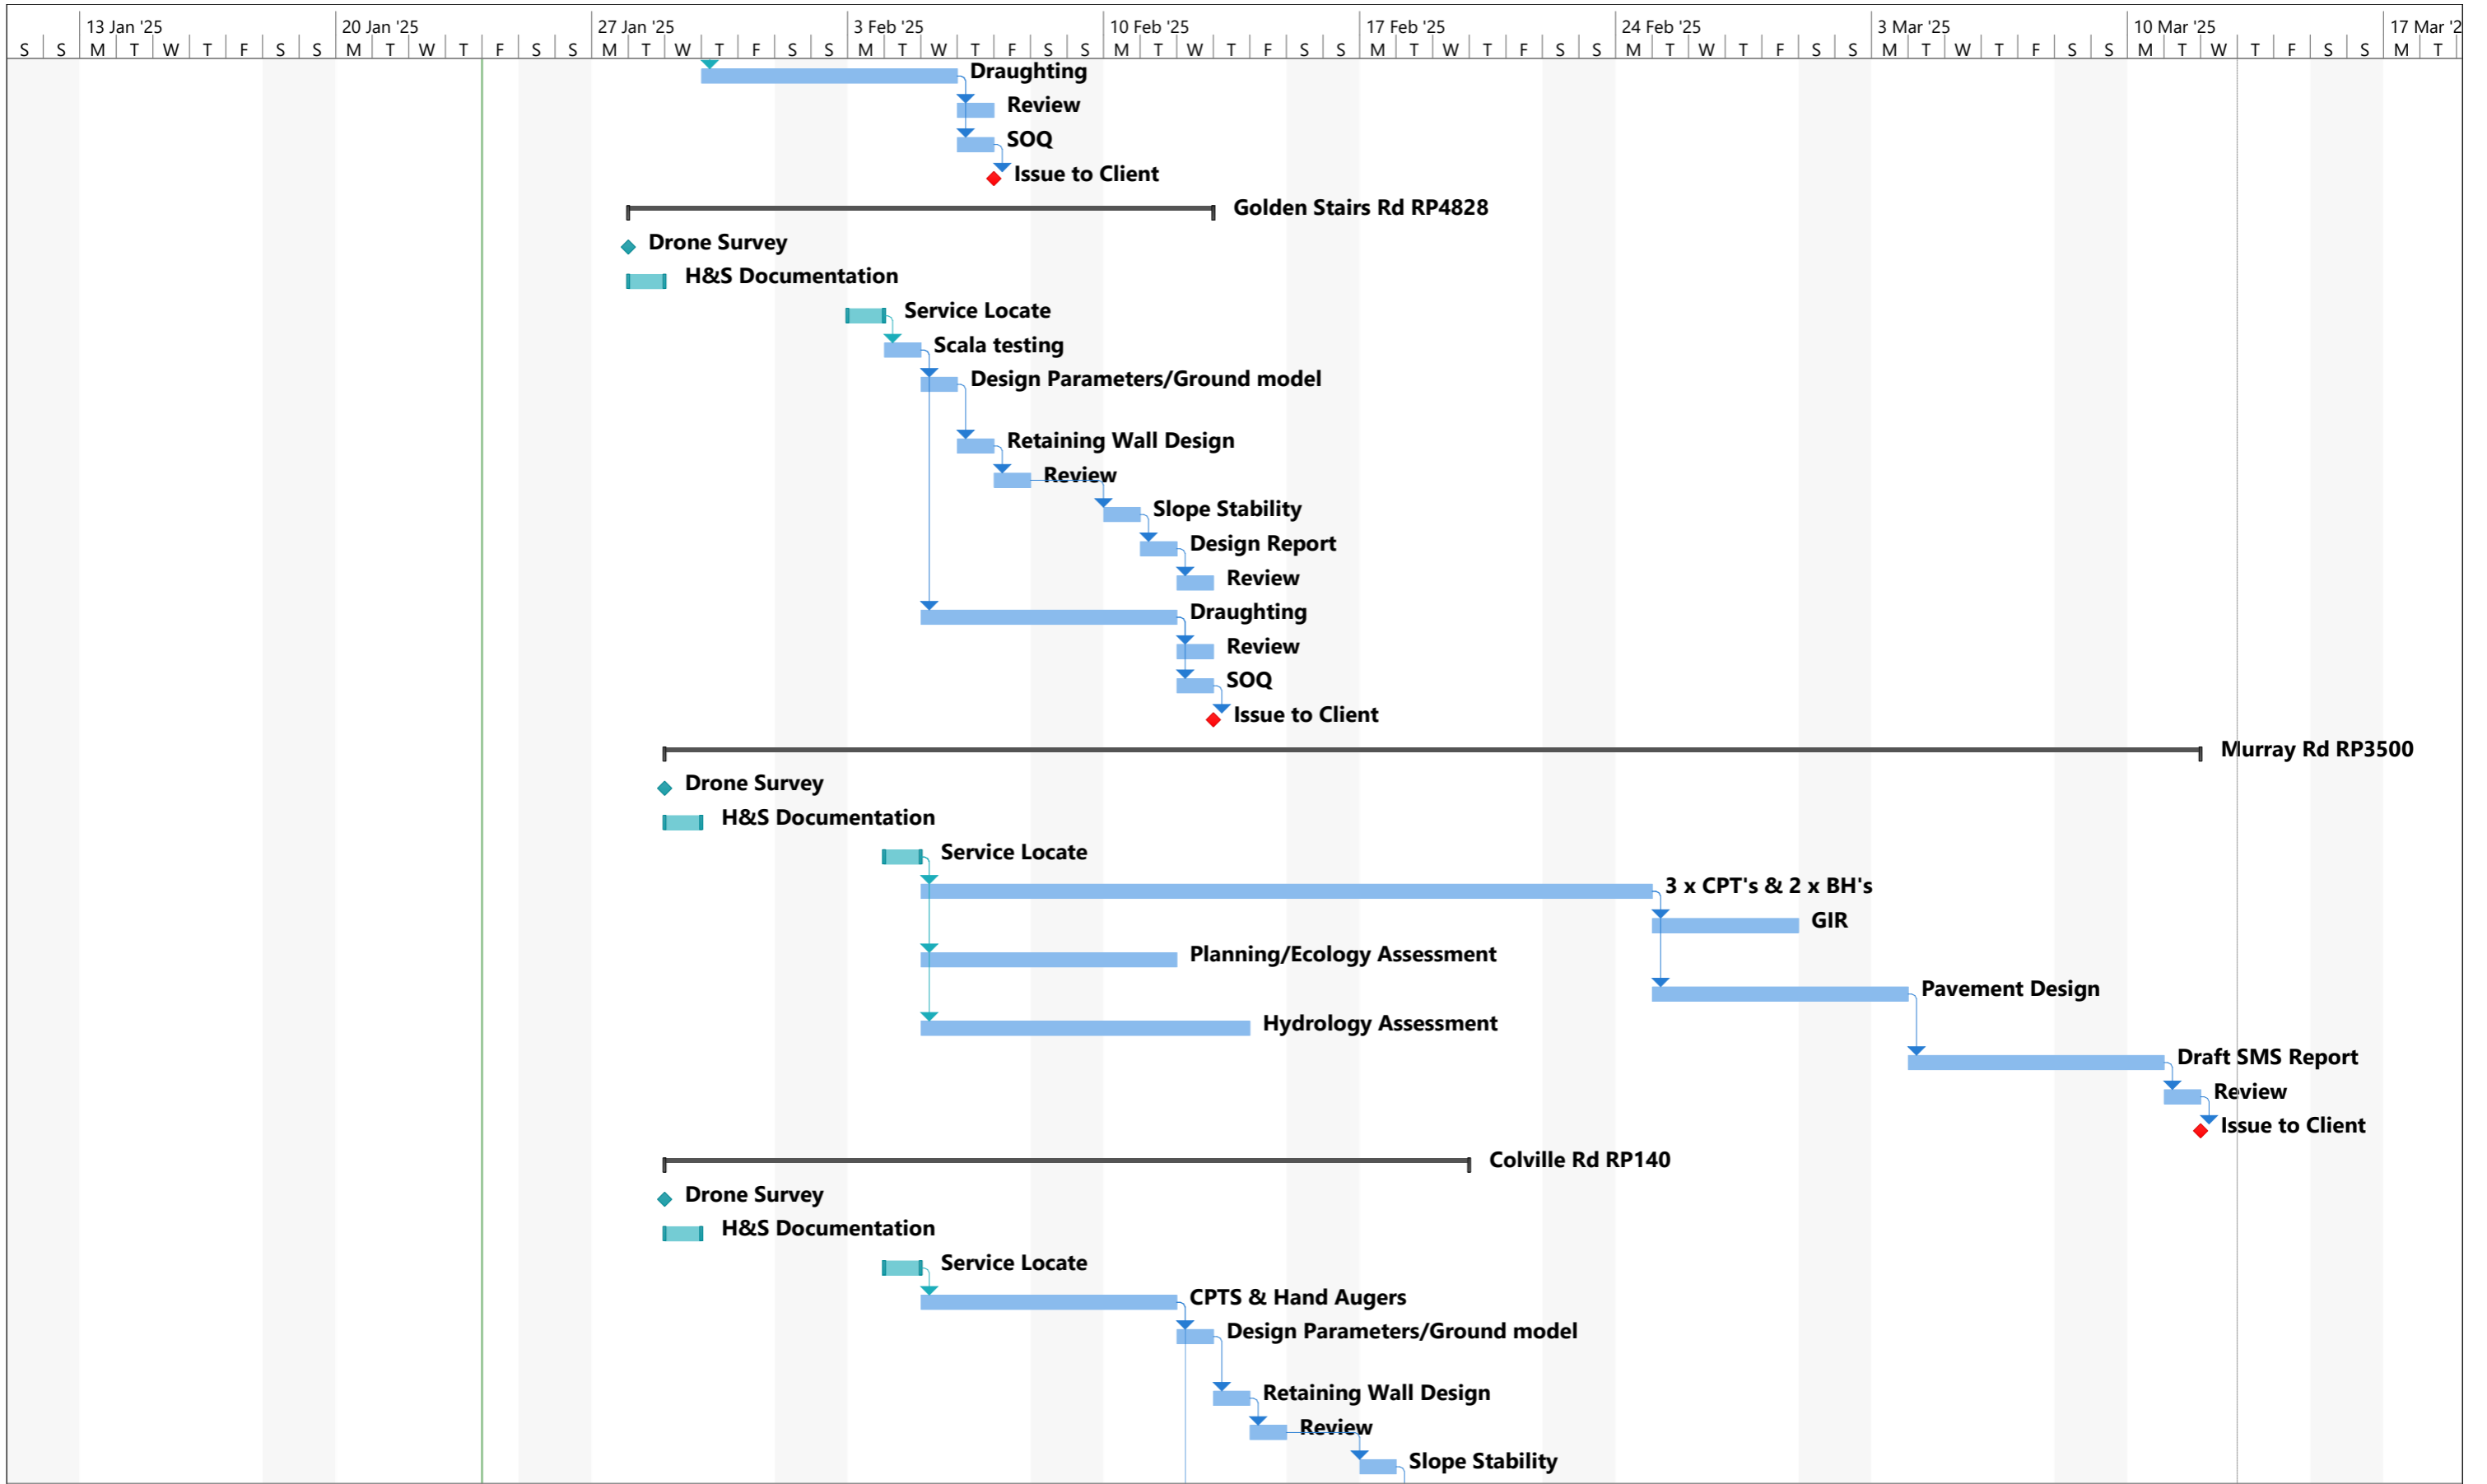 13 Jan '25 20 Jan '25 27 Jan '25 3 Feb '25 10 Feb '25 17 Feb '25 24 Feb '25 3 Mar '25 10 Mar '25 17 Mar '2
S S M T W T F S S M T W T F S S M T W T F S S M T W T F S S M T W T F S S M T W T F S S M T W T F S S M T W T F S S M T W T F S S M T
Draughting
Review
SOQ
Issue to Client
Golden Stairs Rd RP4828
Drone Survey
H&S Documentation
Service Locate
Scala testing
Design Parameters/Ground model
Retaining Wall Design
Review
Slope Stability
Design Report
Review
Draughting
Review
SOQ
Issue to Client
Murray Rd RP3500
Drone Survey
H&S Documentation
Service Locate
3 x CPT's & 2 x BH's
GIR
Planning/Ecology Assessment
Pavement Design
Hydrology Assessment
Draft SMS Report
Review
Issue to Client
Colville Rd RP140
Drone Survey
H&S Documentation
Service Locate
CPTS & Hand Augers
Design Parameters/Ground model
Retaining Wall Design
Review
Slope Stability